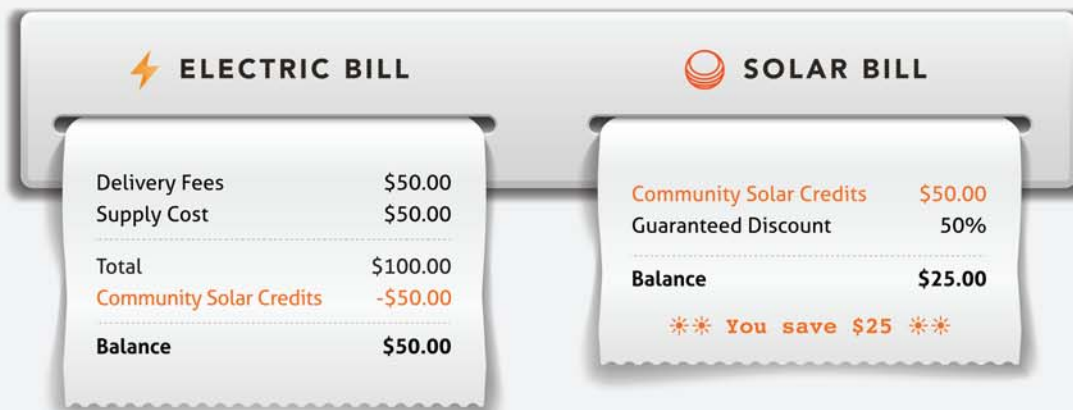 ELECTRIC BILL
Delivery Fees $50.00
Supply Cost $50.00
Total $100.00
Community Solar Credits -$50.00
Balance $50.00
SOLAR BILL
Community Solar Credits $50.00
Guaranteed Discount 50%
Balance $25.00
☀☀ You save $25 ☀☀